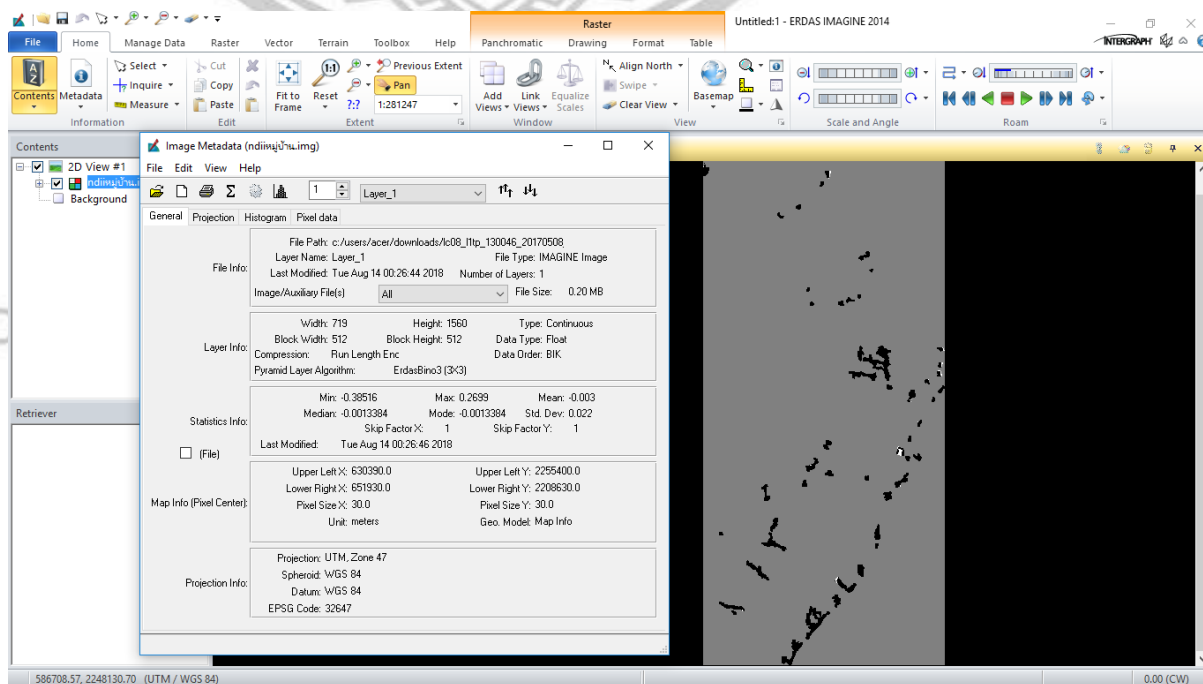 Raster
Untitled:1 - ERDAS IMAGINE 2014
File Home Manage Data Raster Vector Terrain Toolbox Help Panchromatic Drawing Format Table
INTERGRAPH
Contents
Metadata
Select
Inquire
Measure
Information
Cut
Copy
Paste
Edit
Fit to Frame
1:1
Reset
?:?
Previous Extent
Pan
1:281247
Extent
Add Views
Link Views
Equalize Scales
Window
Align North
Swipe
Clear View
Basemap
View
Scale and Angle
Roam
Contents
2D View #1
ndiiหมู่บ้าน.i
Background
Retriever
Image Metadata (ndiiหมู่บ้าน.img)
File Edit View Help
1 Layer_1
General Projection Histogram Pixel data
File Info:
File Path: c:/users/acer/downloads/lc08_l1tp_130046_20170508
Layer Name: Layer_1 File Type: IMAGINE Image
Last Modified: Tue Aug 14 00:26:44 2018 Number of Layers: 1
Image/Auxiliary File(s) All File Size: 0.20 MB
Layer Info:
Width: 719 Height: 1560 Type: Continuous
Block Width: 512 Block Height: 512 Data Type: Float
Compression: Run Length Enc Data Order: BIK
Pyramid Layer Algorithm: ErdasBino3 (3X3)
Statistics Info:
Min: -0.38516 Max: 0.2699 Mean: -0.003
Median: -0.0013384 Mode: -0.0013384 Std. Dev: 0.022
Skip Factor X: 1 Skip Factor Y: 1
Last Modified: Tue Aug 14 00:26:46 2018
(File)
Map Info (Pixel Center):
Upper Left X: 630390.0 Upper Left Y: 2255400.0
Lower Right X: 651930.0 Lower Right Y: 2208630.0
Pixel Size X: 30.0 Pixel Size Y: 30.0
Unit: meters Geo. Model: Map Info
Projection Info:
Projection: UTM, Zone 47
Spheroid: WGS 84
Datum: WGS 84
EPSG Code: 32647
586708.57, 2248130.70 (UTM / WGS 84)
0.00 (CW)